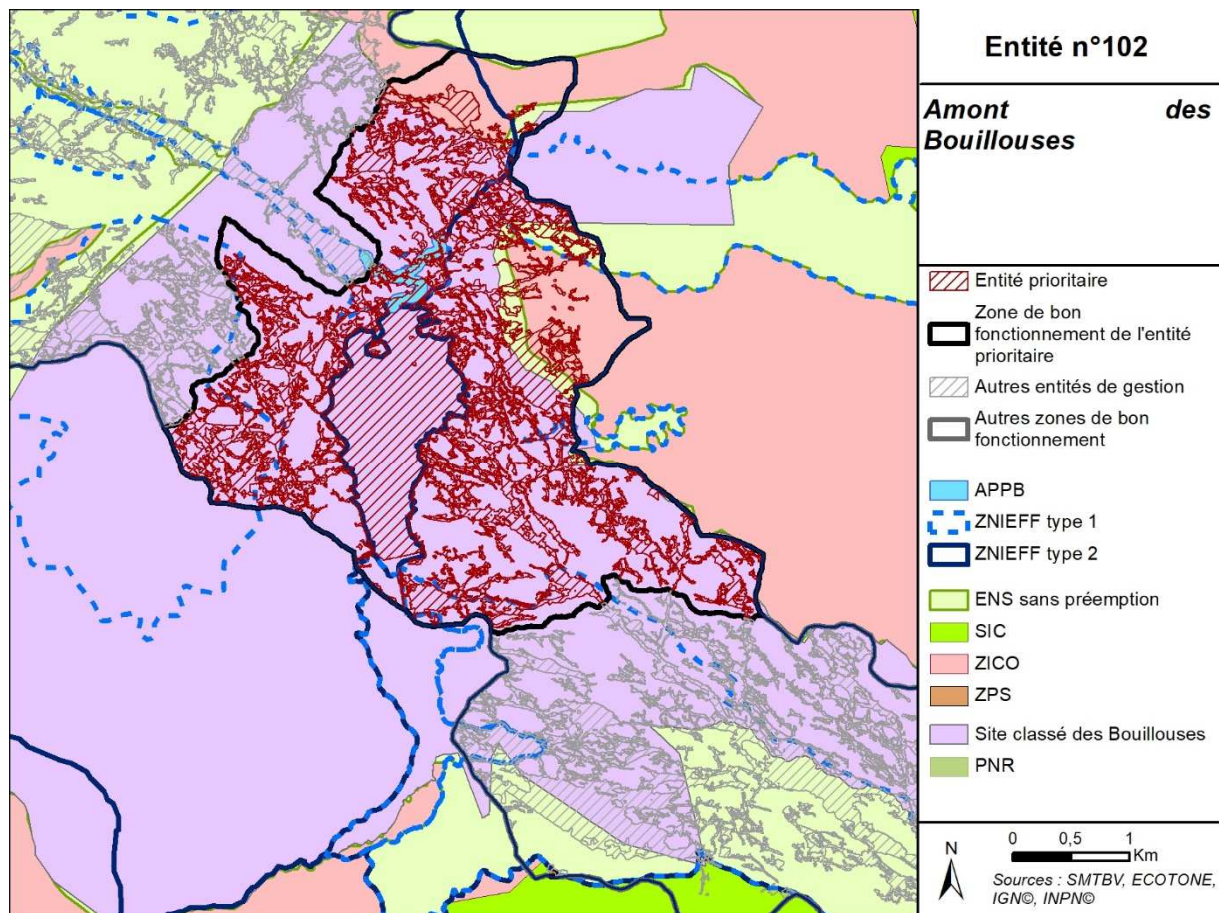 Entité n°102
Amont des
Bouillouses
Entité prioritaire
Zone de bon
fonctionnement de l'entité
prioritaire
Autres entités de gestion
Autres zones de bon
fonctionnement
APPB
ZNIEFF type 1
ZNIEFF type 2
ENS sans préemption
SIC
ZICO
ZPS
Site classé des Bouillouses
PNR
N
0 0,5 1
Km
Sources : SMTBV, ECOTONE,
IGN©, INPN©